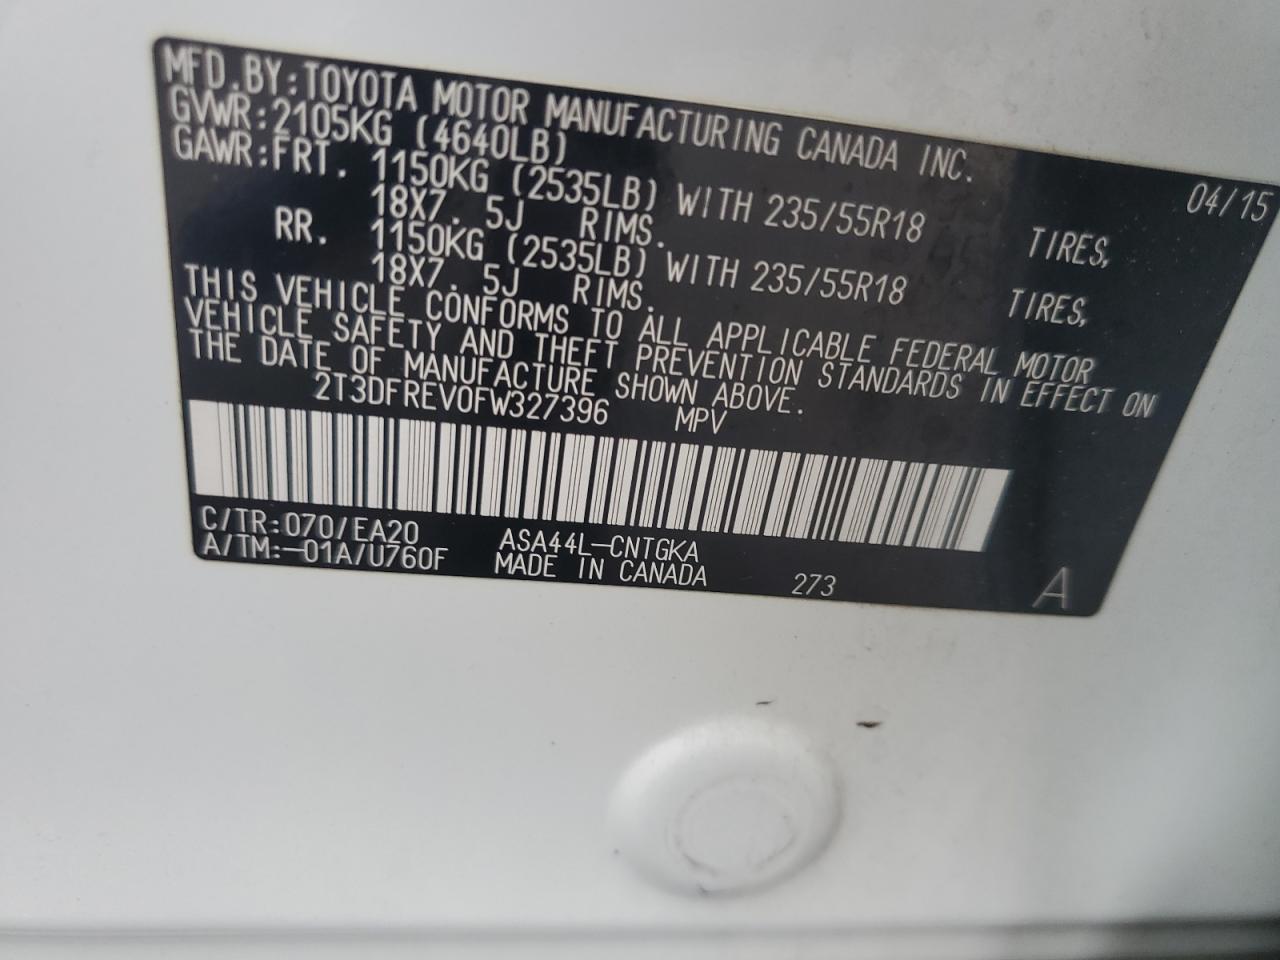 MFD.BY:TOYOTA MOTOR MANUFACTURING CANADA INC. 04/15
GVWR:2105KG (4640LB)
GAWR:FRT. 1150KG (2535LB) WITH 235/55R18 TIRES,
18X7.5J RIMS.
RR. 1150KG (2535LB) WITH 235/55R18 TIRES,
18X7.5J RIMS.
THIS VEHICLE CONFORMS TO ALL APPLICABLE FEDERAL MOTOR
VEHICLE SAFETY AND THEFT PREVENTION STANDARDS IN EFFECT ON
THE DATE OF MANUFACTURE SHOWN ABOVE.
2T3DFREV0FW327396 MPV
C/TR:070/EA20 ASA44L-CNTGKA
A/TM:-01A/U760F MADE IN CANADA 273 A